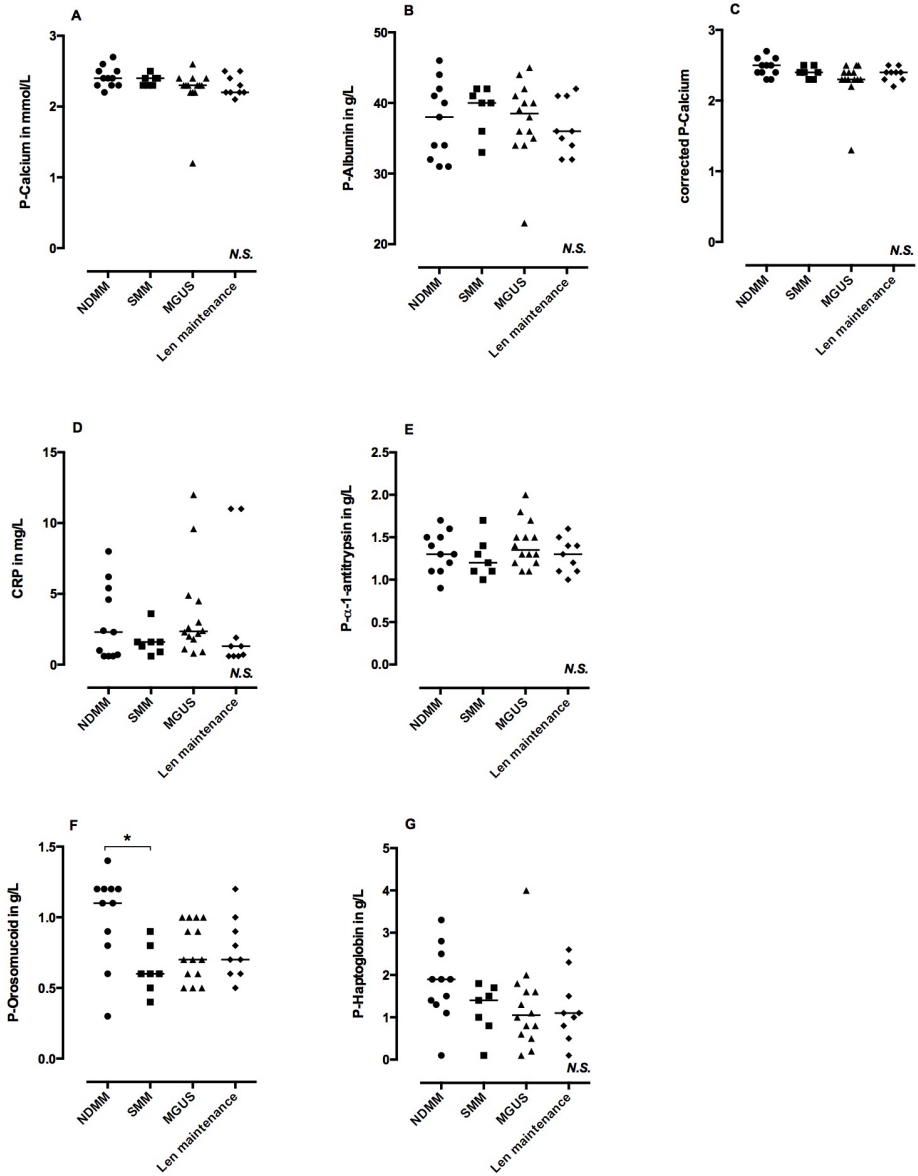 A
P-Calcium in mmol/L
3
2
1
0
N.S.
NDMM
SMM
MGUS
Len maintenance
B
P-Albumin in g/L
50
40
30
20
N.S.
NDMM
SMM
MGUS
Len maintenance
C
corrected P-Calcium
3
2
1
0
N.S.
NDMM
SMM
MGUS
Len maintenance
D
CRP in mg/L
15
10
5
0
N.S.
NDMM
SMM
MGUS
Len maintenance
E
P-α-1-antitrypsin in g/L
2.5
2.0
1.5
1.0
0.5
0.0
N.S.
NDMM
SMM
MGUS
Len maintenance
F
P-Orosomucoid in g/L
1.5
1.0
0.5
0.0
*
NDMM
SMM
MGUS
Len maintenance
G
P-Haptoglobin in g/L
5
4
3
2
1
0
N.S.
NDMM
SMM
MGUS
Len maintenance